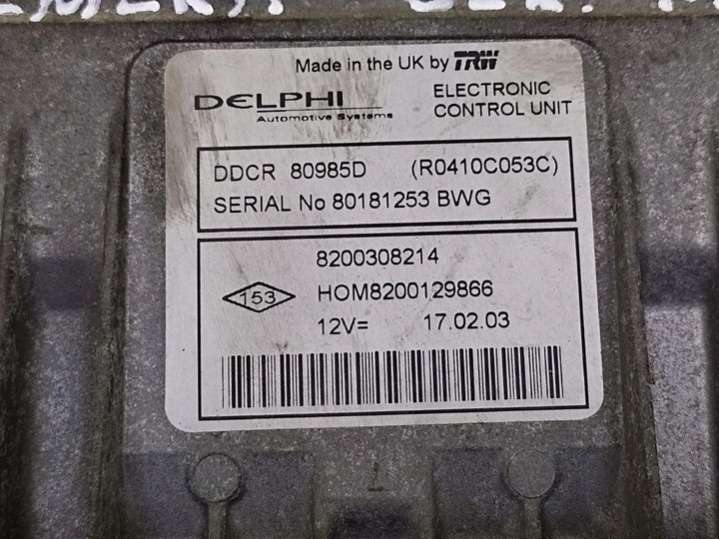 Made in the UK by TRW
DELPHI
Automotive Systems
ELECTRONIC
CONTROL UNIT
DDCR 80985D (R0410C053C)
SERIAL No 80181253 BWG
8200308214
153 HOM8200129866
12V= 17.02.03